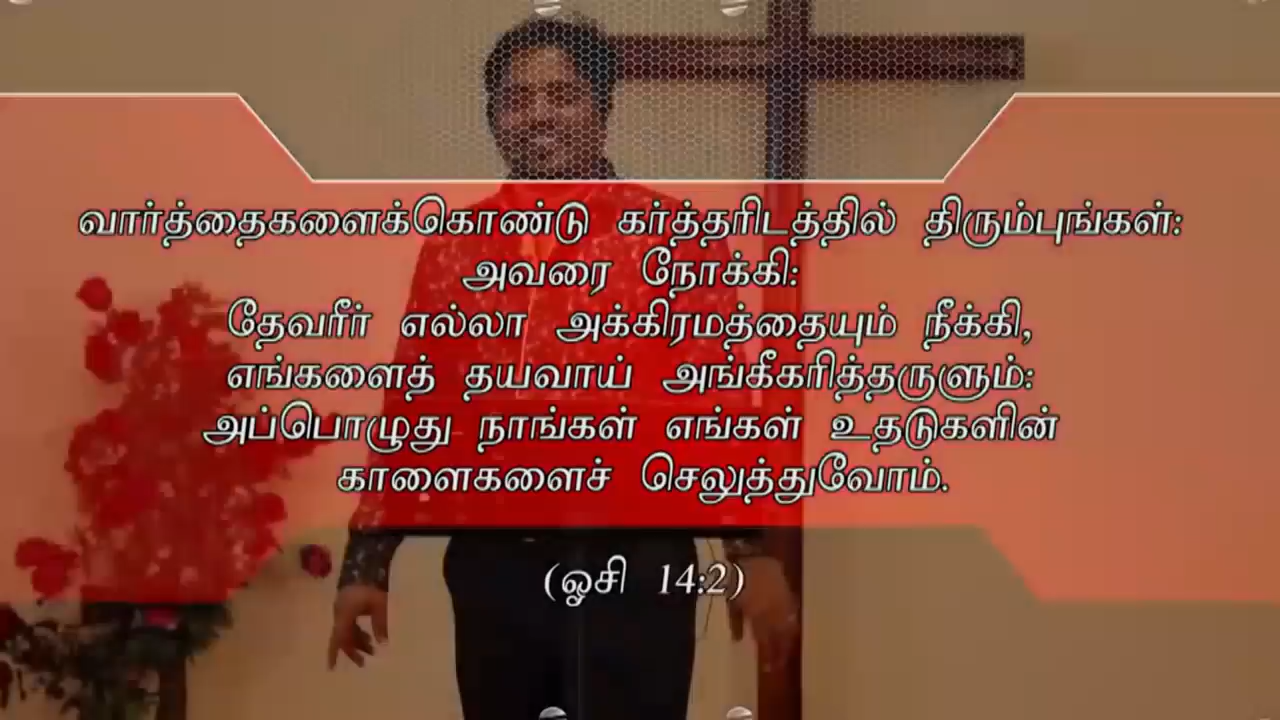 வார்த்தைகளைக்கொண்டு கர்த்தரிடத்தில் திரும்புங்கள்:
அவரை நோக்கி:
தேவரீர் எல்லா அக்கிரமத்தையும் நீக்கி,
எங்களைத் தயவாய் அங்கீகரித்தருளும்:
அப்பொழுது நாங்கள் எங்கள் உதடுகளின்
காளைகளைச் செலுத்துவோம்.
(ஓசி 14:2)